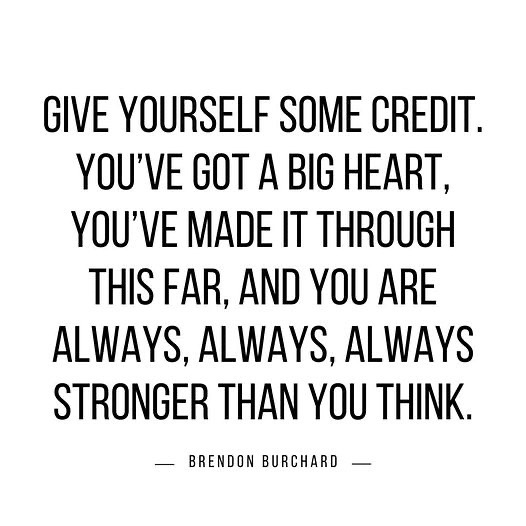 GIVE YOURSELF SOME CREDIT.
YOU’VE GOT A BIG HEART,
YOU’VE MADE IT THROUGH
THIS FAR, AND YOU ARE
ALWAYS, ALWAYS, ALWAYS
STRONGER THAN YOU THINK.
— BRENDON BURCHARD —